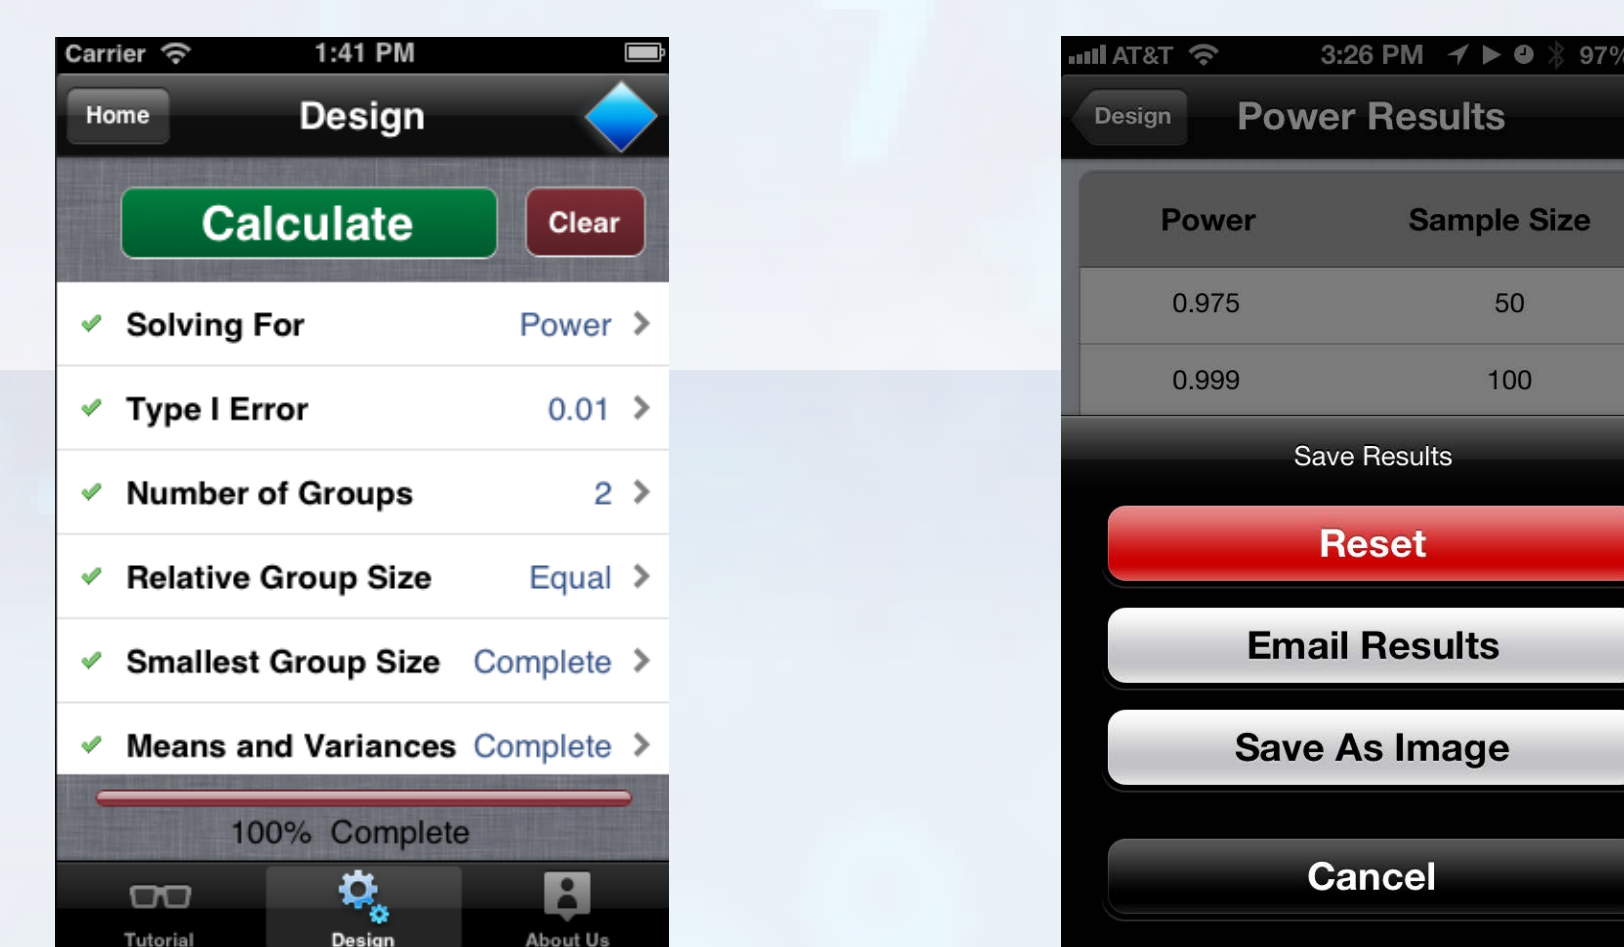 Carrier 1:41 PM
Home Design
Calculate Clear
Solving For Power
Type I Error 0.01
Number of Groups 2
Relative Group Size Equal
Smallest Group Size Complete
Means and Variances Complete
100% Complete
Tutorial Design About Us
AT&T 3:26 PM 97%
Design Power Results
Power Sample Size
0.975 50
0.999 100
Save Results
Reset
Email Results
Save As Image
Cancel